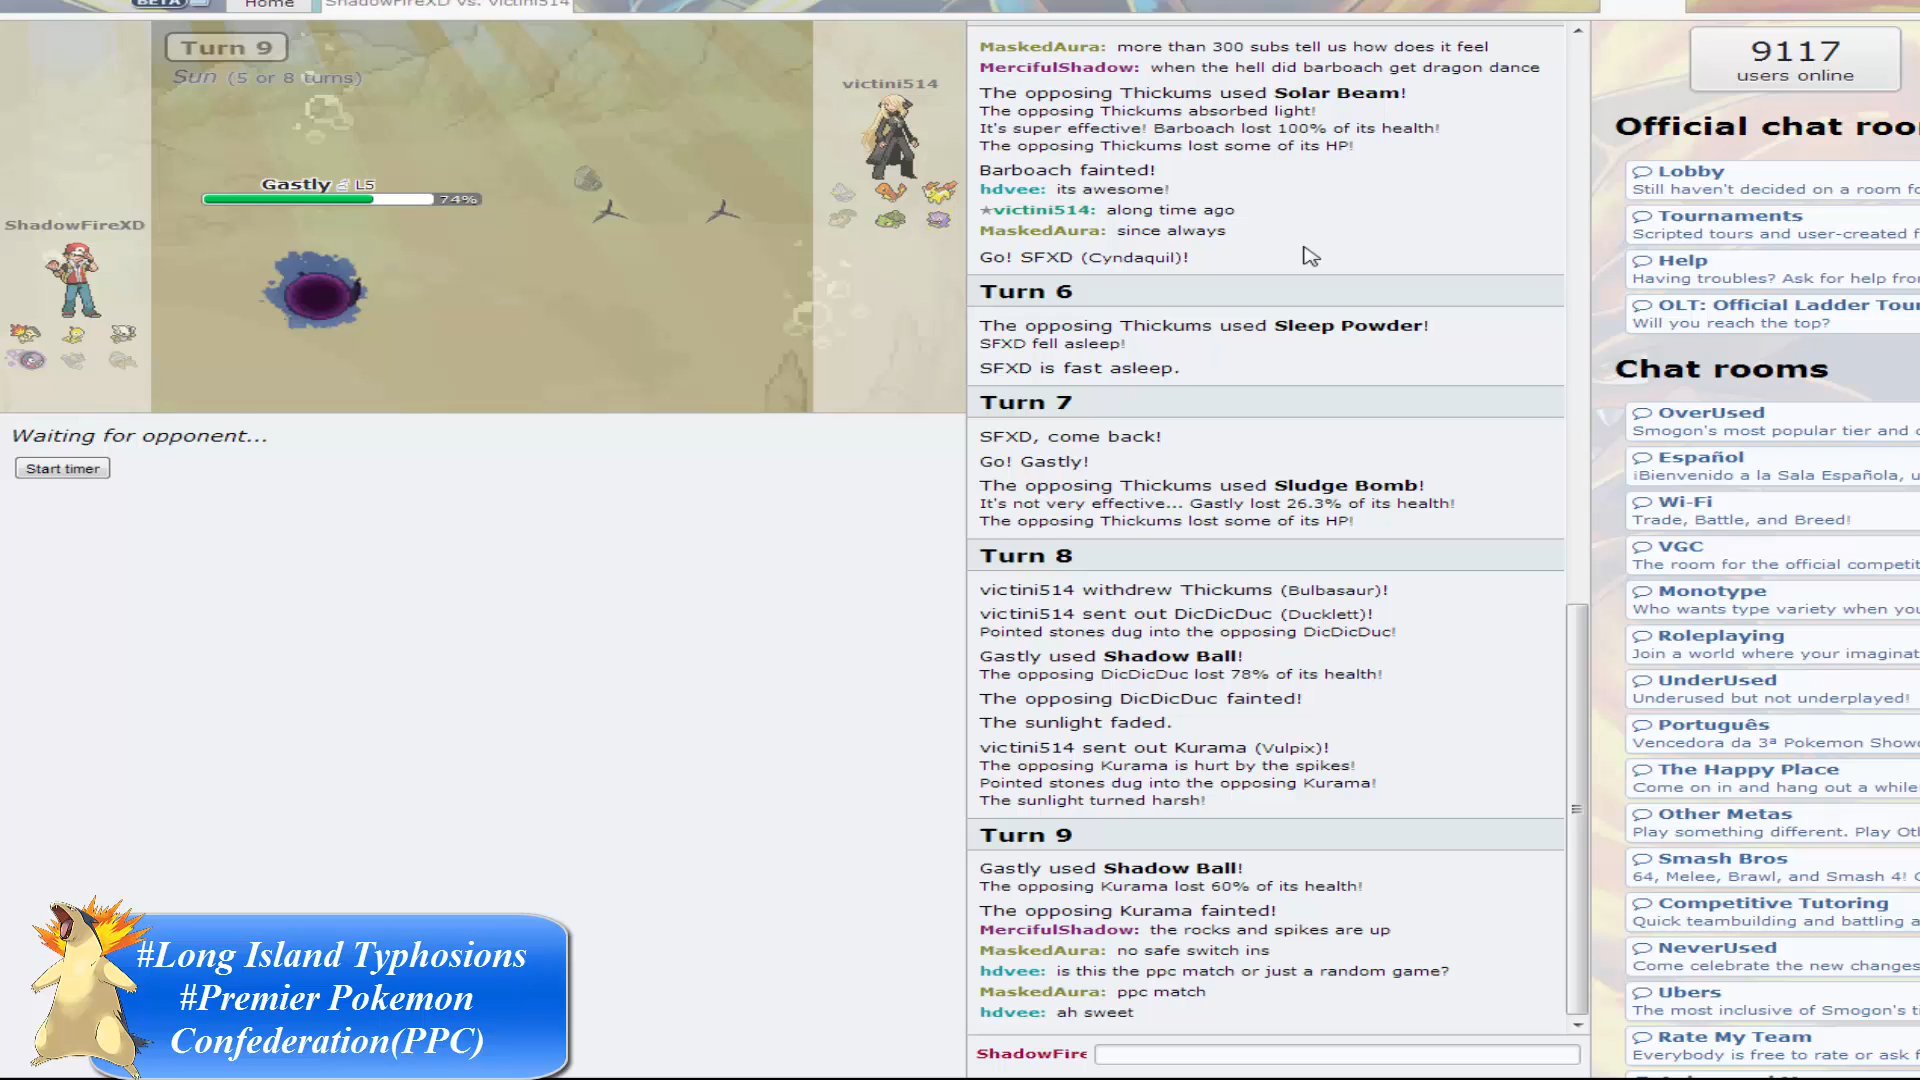 BETA
Home
ShadowFireXD vs. victini514
Turn 9
Sun (5 or 8 turns)
victini514
Gastly L5
74%
ShadowFireXD
Waiting for opponent...
Start timer
#Long Island Typhosions
#Premier Pokemon
Confederation(PPC)
MaskedAura: more than 300 subs tell us how does it feel
MercifulShadow: when the hell did barboach get dragon dance
The opposing Thickums used Solar Beam!
The opposing Thickums absorbed light!
It's super effective! Barboach lost 100% of its health!
The opposing Thickums lost some of its HP!
Barboach fainted!
hdvee: its awesome!
★victini514: along time ago
MaskedAura: since always
Go! SFXD (Cyndaquil)!
Turn 6
The opposing Thickums used Sleep Powder!
SFXD fell asleep!
SFXD is fast asleep.
Turn 7
SFXD, come back!
Go! Gastly!
The opposing Thickums used Sludge Bomb!
It's not very effective... Gastly lost 26.3% of its health!
The opposing Thickums lost some of its HP!
Turn 8
victini514 withdrew Thickums (Bulbasaur)!
victini514 sent out DicDicDuc (Ducklett)!
Pointed stones dug into the opposing DicDicDuc!
Gastly used Shadow Ball!
The opposing DicDicDuc lost 78% of its health!
The opposing DicDicDuc fainted!
The sunlight faded.
victini514 sent out Kurama (Vulpix)!
The opposing Kurama is hurt by the spikes!
Pointed stones dug into the opposing Kurama!
The sunlight turned harsh!
Turn 9
Gastly used Shadow Ball!
The opposing Kurama lost 60% of its health!
The opposing Kurama fainted!
MercifulShadow: the rocks and spikes are up
MaskedAura: no safe switch ins
hdvee: is this the ppc match or just a random game?
MaskedAura: ppc match
hdvee: ah sweet
ShadowFire
9117
users online
Official chat roo
Lobby
Still haven't decided on a room fo
Tournaments
Scripted tours and user-created f
Help
Having troubles? Ask for help from
OLT: Official Ladder Tour
Will you reach the top?
Chat rooms
OverUsed
Smogon's most popular tier and o
Español
¡Bienvenido a la Sala Española, u
Wi-Fi
Trade, Battle, and Breed!
VGC
The room for the official competit
Monotype
Who wants type variety when you
Roleplaying
Join a world where your imaginat
UnderUsed
Underused but not underplayed!
Português
Vencedora da 3ª Pokemon Showd
The Happy Place
Come on in and hang out a while
Other Metas
Play something different. Play Oth
Smash Bros
64, Melee, Brawl, and Smash 4! C
Competitive Tutoring
Quick teambuilding and battling a
NeverUsed
Come celebrate the new changes
Ubers
The most inclusive of Smogon's ti
Rate My Team
Everybody is free to rate or ask f